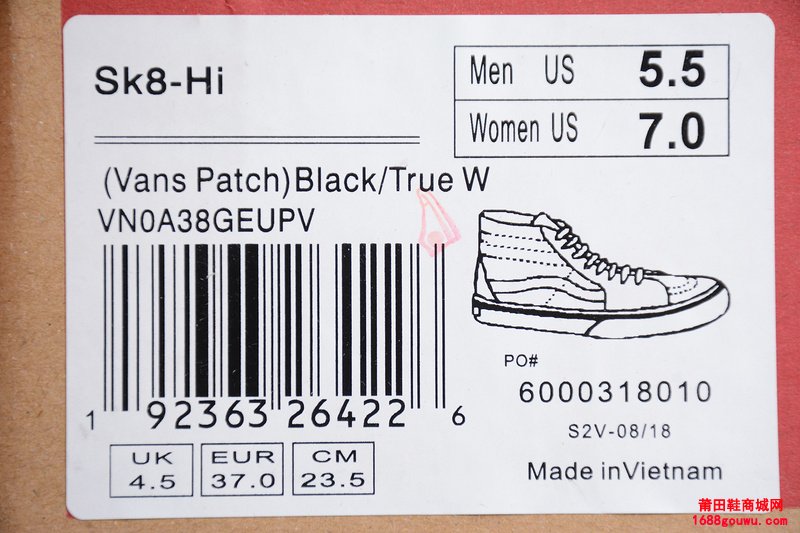 Sk8-Hi
Men US 5.5
Women US 7.0
(Vans Patch)Black/True W
VN0A38GEUPV
1 92363 26422 6
UK 4.5
EUR 37.0
CM 23.5
PO#
6000318010
S2V-08/18
Made inVietnam
莆田鞋商城网
1688gouwu.com